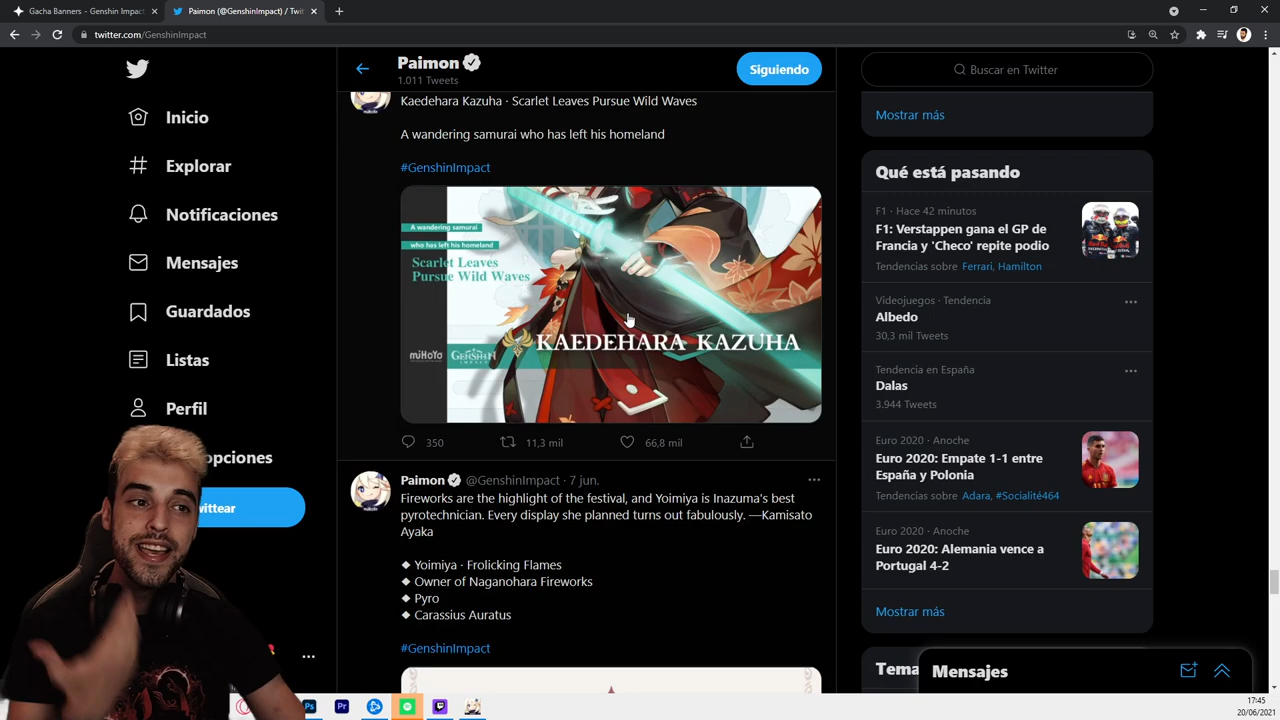 Gacha Banners - Genshin Impact
Paimon (@GenshinImpact) / Twit
twitter.com/GenshinImpact
Inicio
Explorar
Notificaciones
Mensajes
Guardados
Listas
Perfil
opciones
wittear
Paimon
1.011 Tweets
Siguiendo
Kaedehara Kazuha · Scarlet Leaves Pursue Wild Waves
A wandering samurai who has left his homeland
#GenshinImpact
A wandering samurai
who has left his homeland
Scarlet Leaves
Pursue Wild Waves
miHoYo
GENSHIN
IMPACT
KAEDEHARA KAZUHA
350
11,3 mil
66,8 mil
Paimon @GenshinImpact · 7 jun.
Fireworks are the highlight of the festival, and Yoimiya is Inazuma's best
pyrotechnician. Every display she planned turns out fabulously. —Kamisato
Ayaka
◆ Yoimiya · Frolicking Flames
◆ Owner of Naganohara Fireworks
◆ Pyro
◆ Carassius Auratus
#GenshinImpact
Buscar en Twitter
Mostrar más
Qué está pasando
F1 · Hace 42 minutos
F1: Verstappen gana el GP de
Francia y 'Checo' repite podio
Tendencias sobre Ferrari, Hamilton
Videojuegos · Tendencia
Albedo
30,3 mil Tweets
Tendencia en España
Dalas
3.944 Tweets
Euro 2020 · Anoche
Euro 2020: Empate 1-1 entre
España y Polonia
Tendencias sobre Adara, #Socialité464
Euro 2020 · Anoche
Euro 2020: Alemania vence a
Portugal 4-2
Mostrar más
Tema
Mensajes
Ps
Pr
17:45
20/06/2021